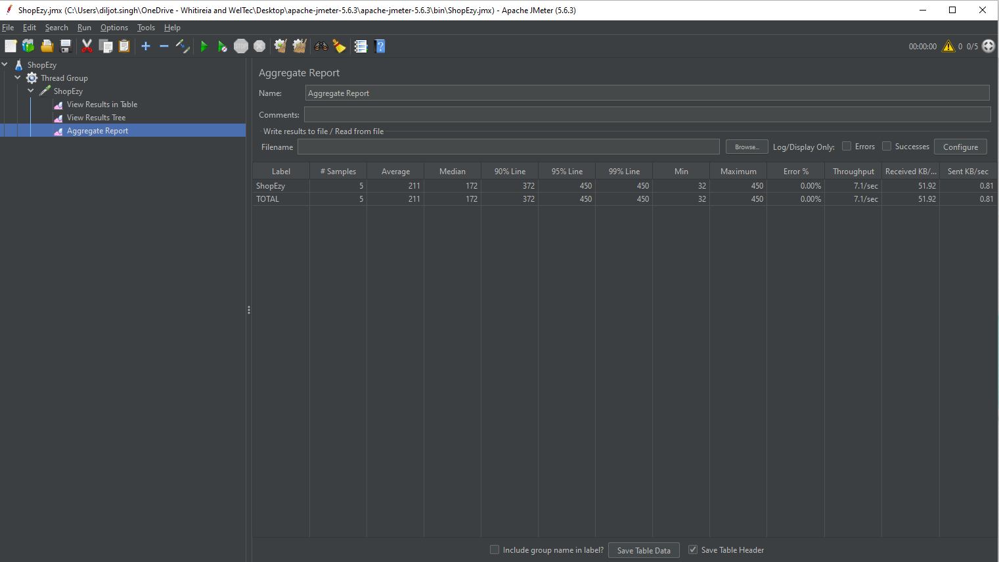 ShopEzy.jmx (C:\Users\diljot.singh\OneDrive - Whitireia and WelTec\Desktop\apache-jmeter-5.6.3\apache-jmeter-5.6.3\bin\ShopEzy.jmx) - Apache JMeter (5.6.3)
File Edit Search Run Options Tools Help
STOP 00:00:00 0 0/5
ShopEzy
Thread Group
ShopEzy
View Results in Table
View Results Tree
Aggregate Report
Aggregate Report
Name: Aggregate Report
Comments:
Write results to file / Read from file
Filename Browse... Log/Display Only: Errors Successes Configure
Label # Samples Average Median 90% Line 95% Line 99% Line Min Maximum Error % Throughput Received KB/... Sent KB/sec
ShopEzy 5 211 172 372 450 450 32 450 0.00% 7.1/sec 51.92 0.81
TOTAL 5 211 172 372 450 450 32 450 0.00% 7.1/sec 51.92 0.81
Include group name in label? Save Table Data Save Table Header